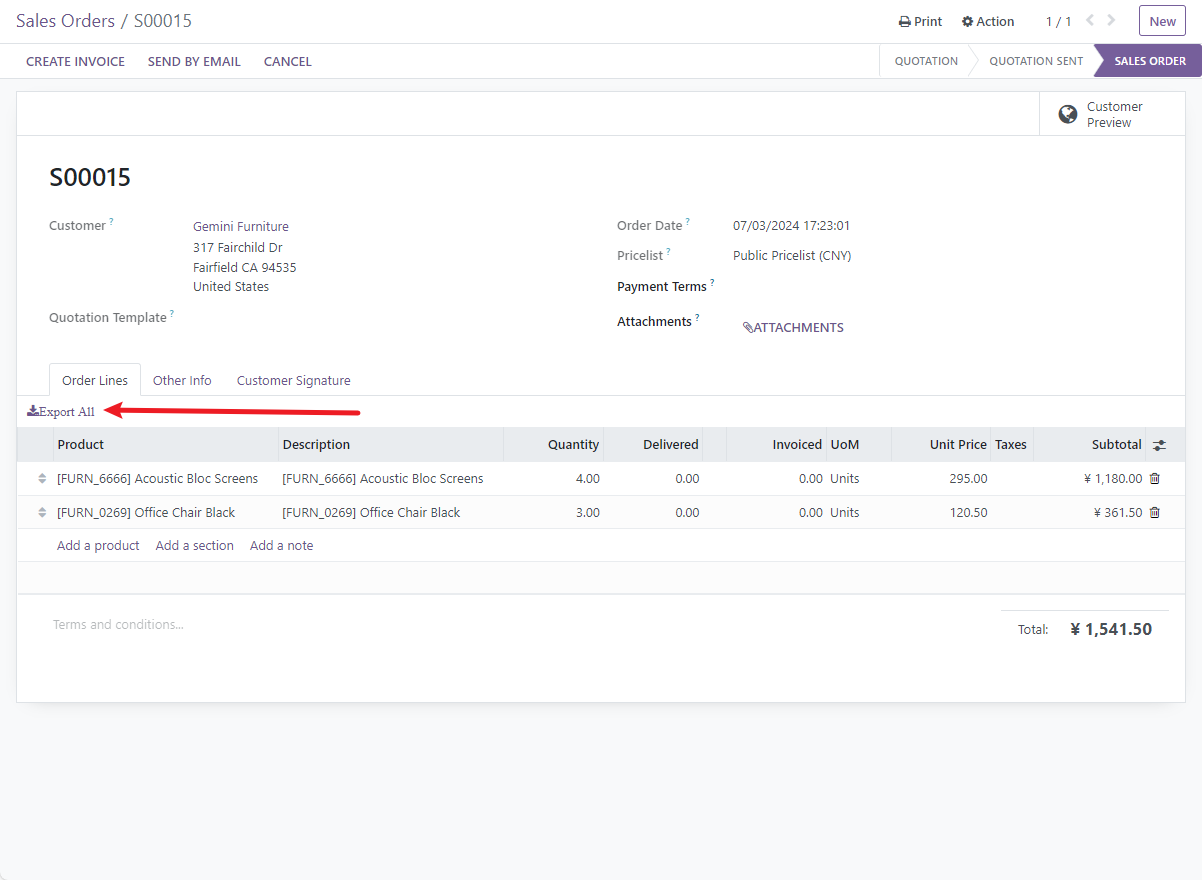 Sales Orders / S00015
Print Action 1 / 1 New
CREATE INVOICE SEND BY EMAIL CANCEL QUOTATION QUOTATION SENT SALES ORDER
Customer
Preview
S00015
Customer ? Gemini Furniture
317 Fairchild Dr
Fairfield CA 94535
United States
Quotation Template ?
Order Date ? 07/03/2024 17:23:01
Pricelist ? Public Pricelist (CNY)
Payment Terms ?
Attachments ? ATTACHMENTS
Order Lines Other Info Customer Signature
Export All
Product Description Quantity Delivered Invoiced UoM Unit Price Taxes Subtotal
[FURN_6666] Acoustic Bloc Screens [FURN_6666] Acoustic Bloc Screens 4.00 0.00 0.00 Units 295.00 ¥ 1,180.00
[FURN_0269] Office Chair Black [FURN_0269] Office Chair Black 3.00 0.00 0.00 Units 120.50 ¥ 361.50
Add a product Add a section Add a note
Terms and conditions...
Total: ¥ 1,541.50